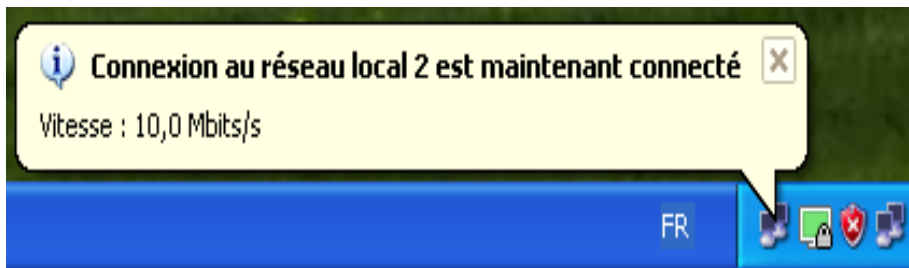 Connexion au réseau local 2 est maintenant connecté
Vitesse : 10,0 Mbits/s
FR